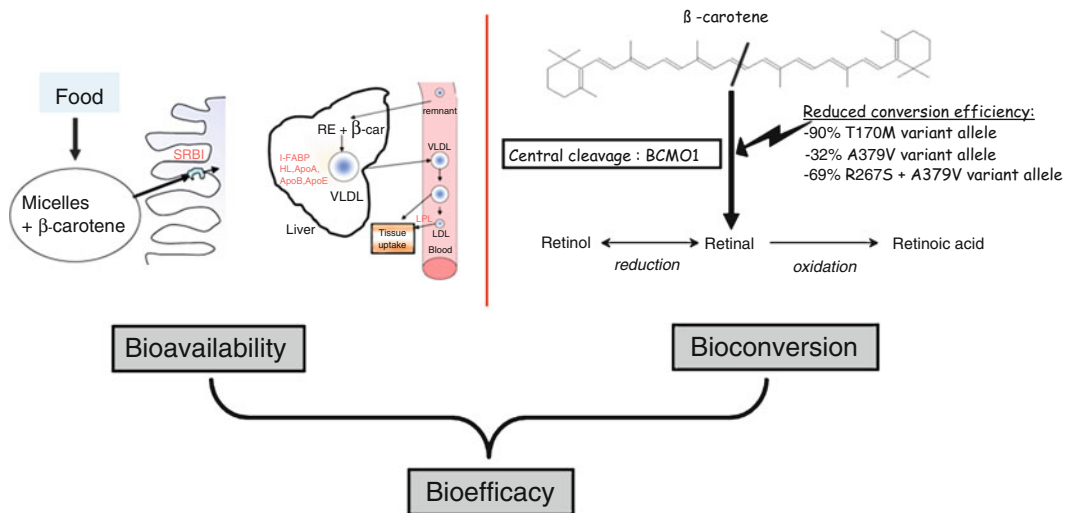 Food
SRBI
Micelles
+ β-carotene
remnant
RE + β-car
I-FABP
HL,ApoA,
ApoB,ApoE
VLDL
VLDL
Liver
LPL
LDL
Tissue
uptake
Blood
ß -carotene
Reduced conversion efficiency:
-90% T170M variant allele
-32% A379V variant allele
-69% R267S + A379V variant allele
Central cleavage : BCMO1
Retinol
Retinal
Retinoic acid
reduction
oxidation
Bioavailability
Bioconversion
Bioefficacy